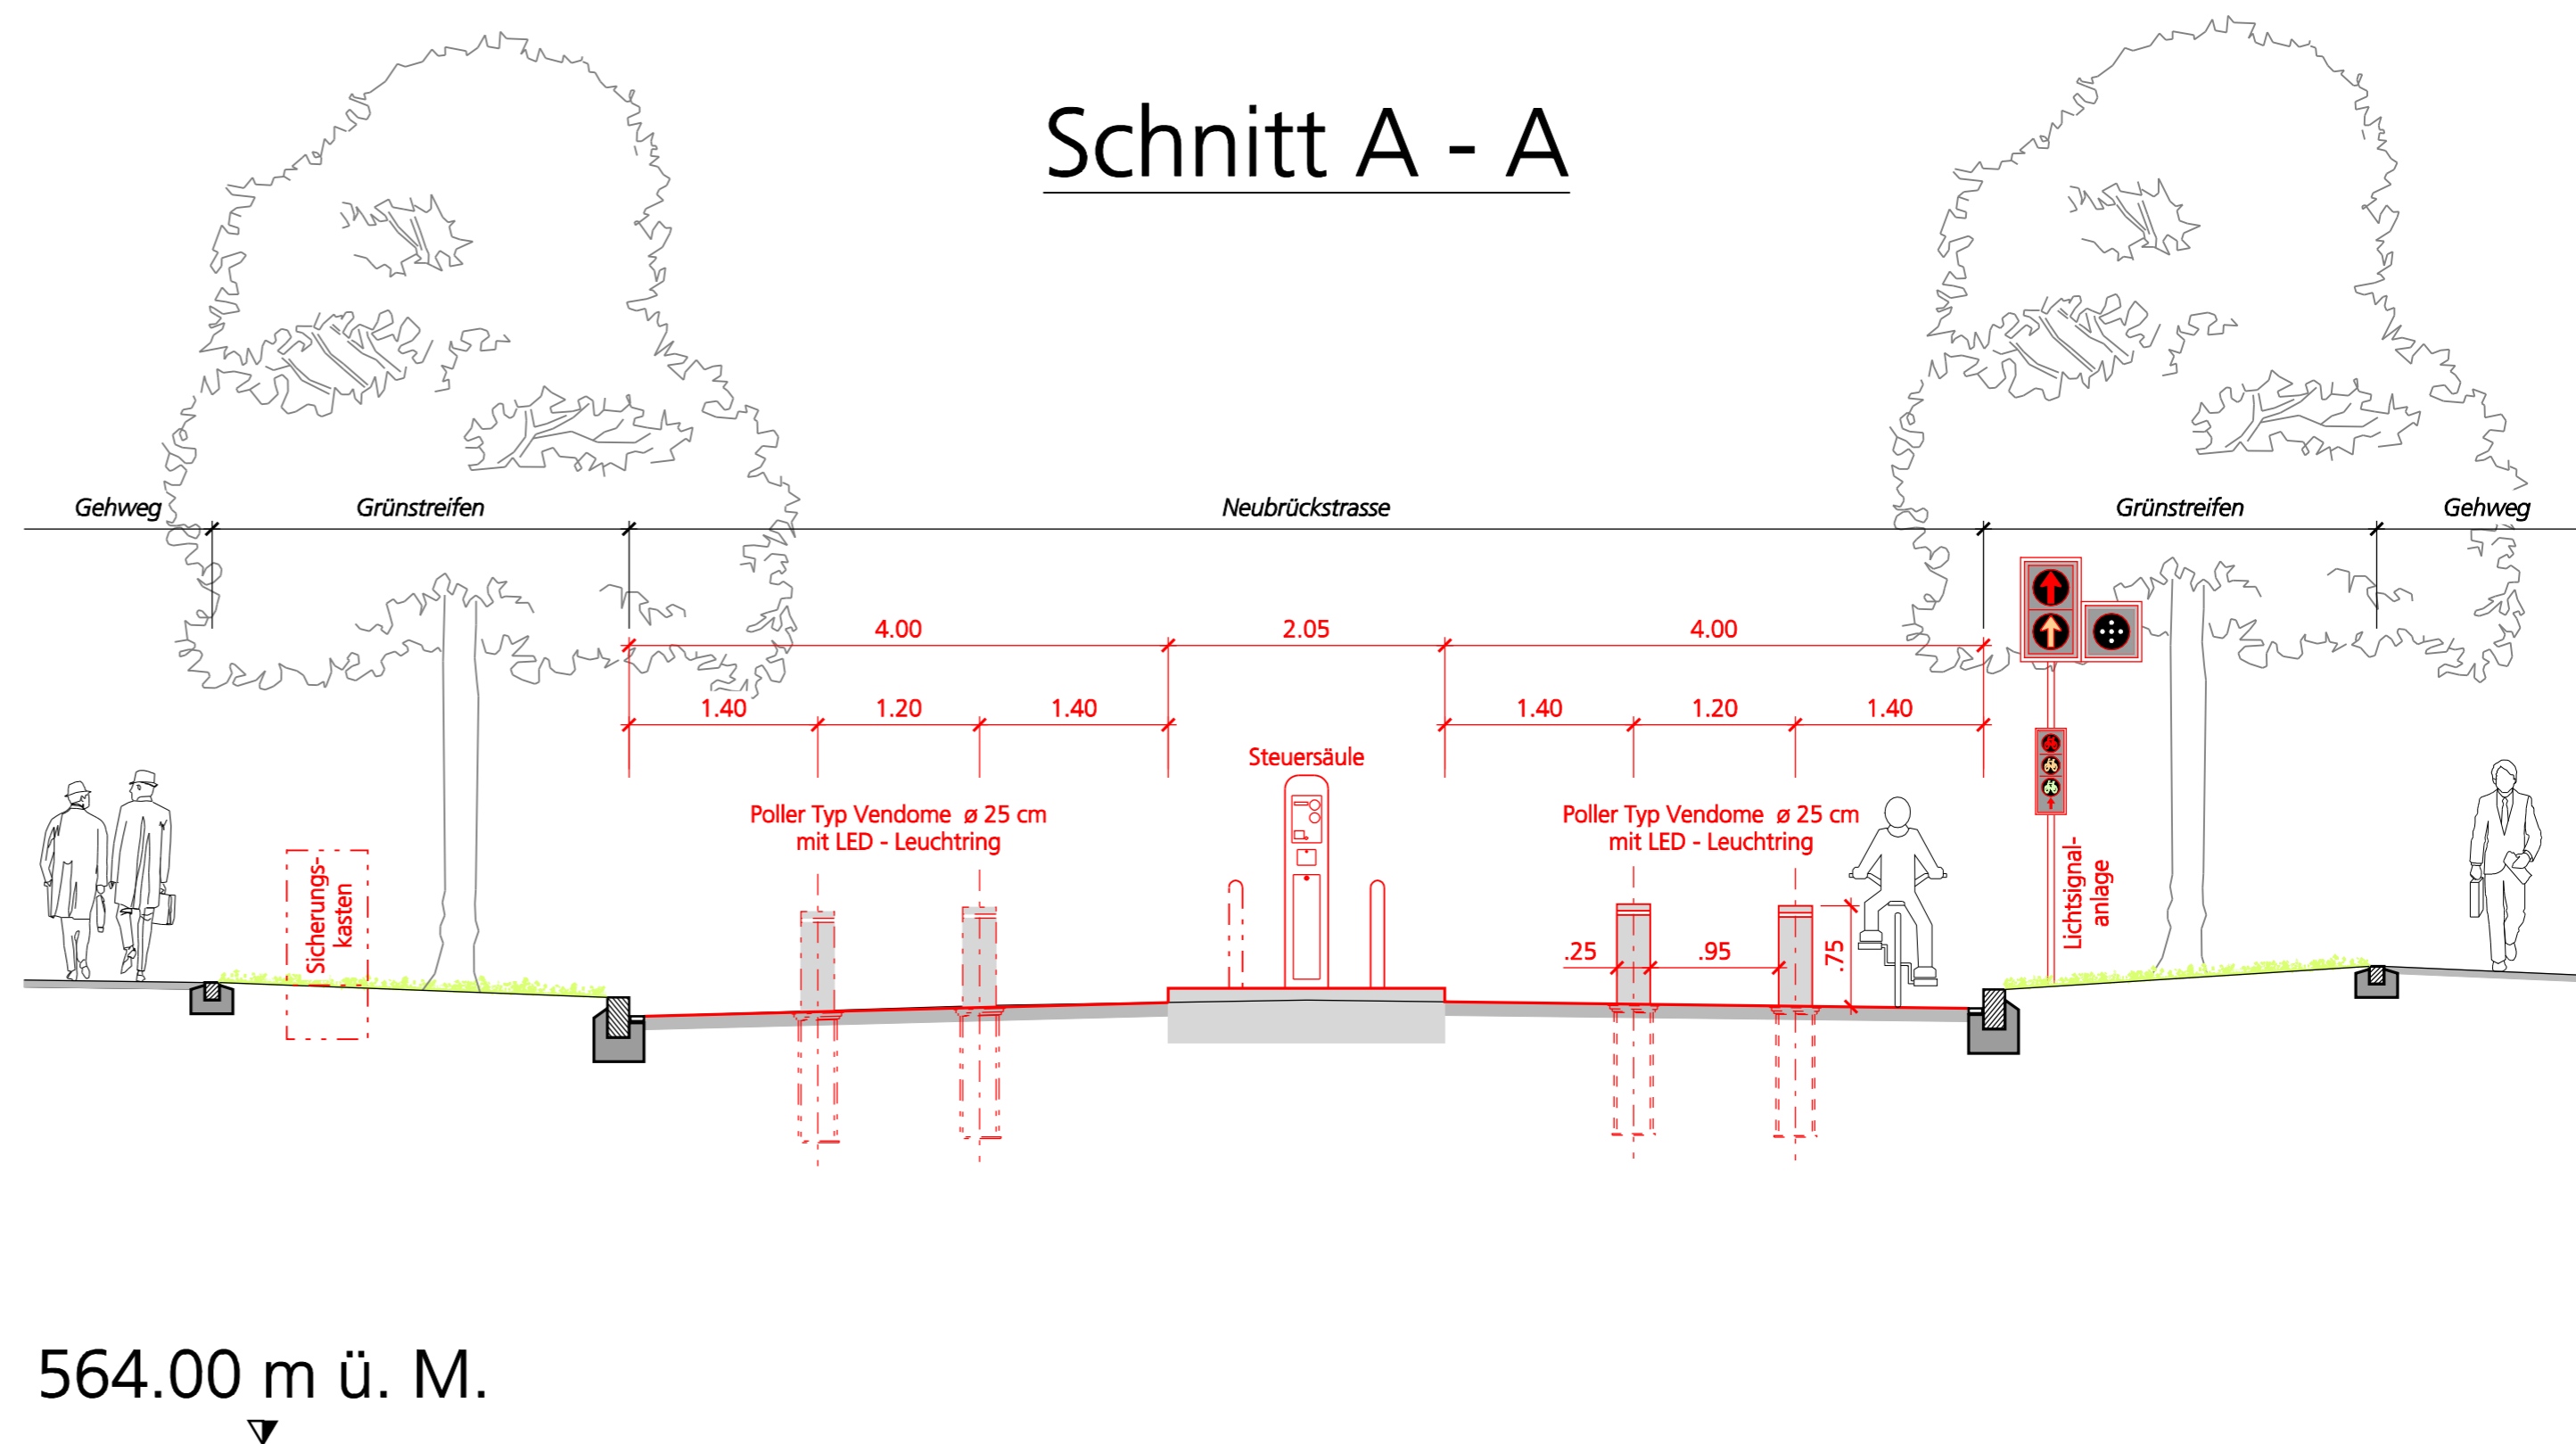 Schnitt A - A
Gehweg
Grünstreifen
Neubrückstrasse
Grünstreifen
Gehweg
4.00
2.05
4.00
1.40
1.20
1.40
1.40
1.20
1.40
Steuersäule
Poller Typ Vendome ø 25 cm
mit LED - Leuchtring
Poller Typ Vendome ø 25 cm
mit LED - Leuchtring
Sicherungs-
kasten
Lichtsignal-
anlage
.25
.95
.75
564.00 m ü. M.